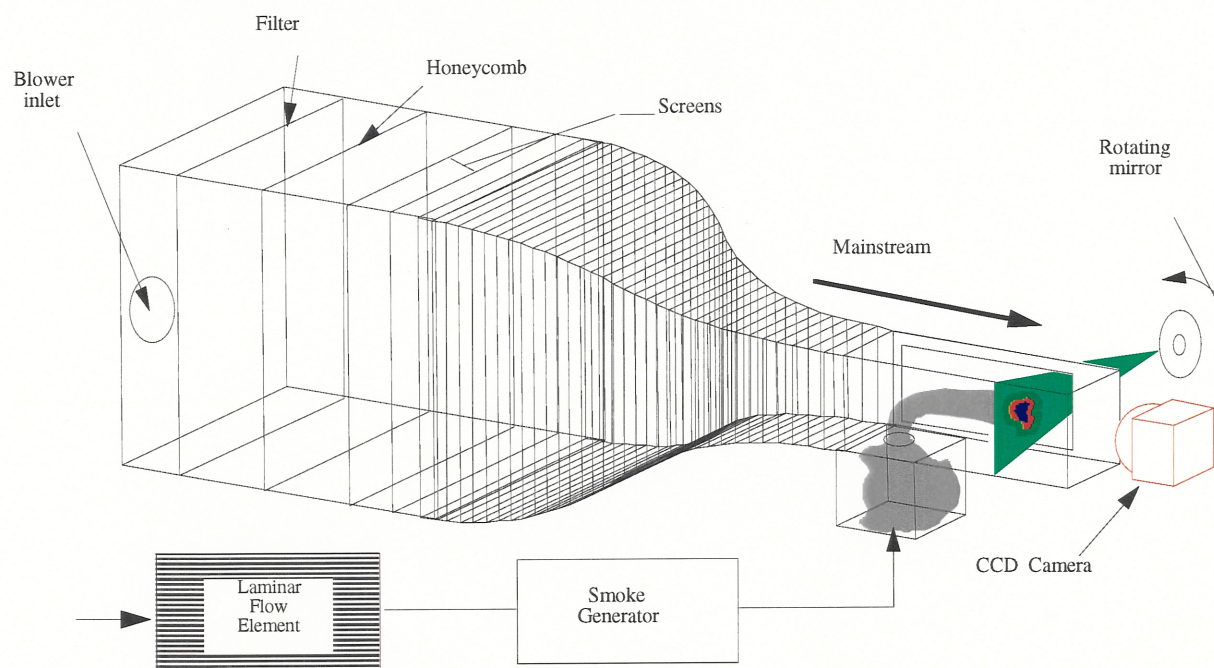 Filter
Blower
inlet
Honeycomb
Screens
Rotating
mirror
Mainstream
CCD Camera
Laminar
Flow
Element
Smoke
Generator